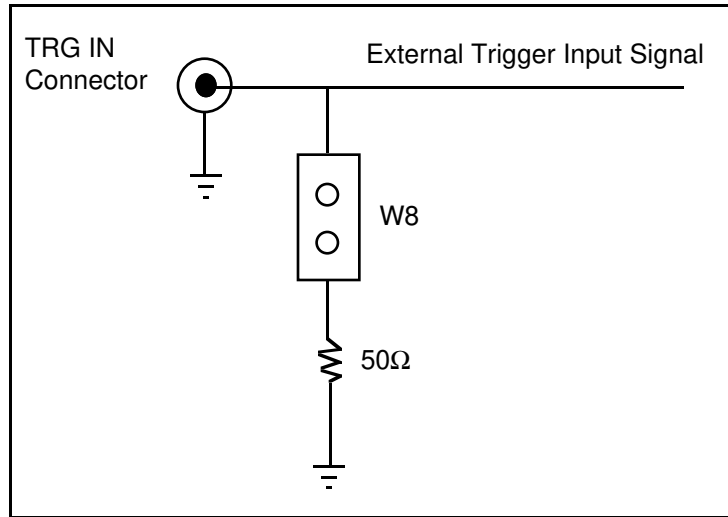 TRG IN
Connector
External Trigger Input Signal
W8
50Ω